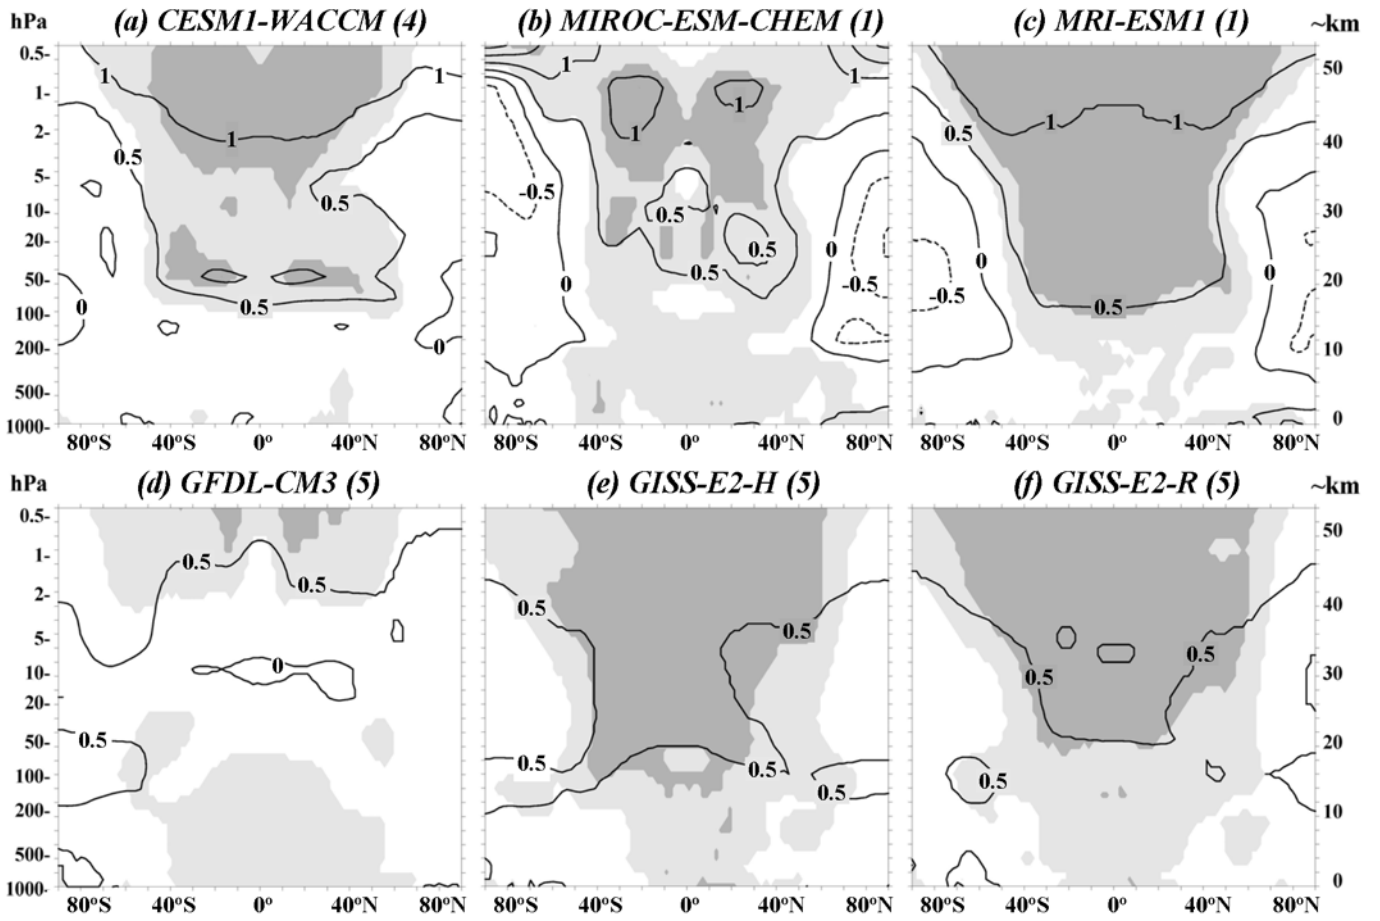 hPa (a) CESM1-WACCM (4) (b) MIROC-ESM-CHEM (1) (c) MRI-ESM1 (1) ~km
0.5- 50
1 1 1 1
1- 1 1
1 1 1 1
2- 0.5 40
0.5
5- 0.5 -0.5
10- 0.5 30
20- 0.5 0
50- 0.5 0 -0.5 -0.5 0 20
0 0.5 0.5
100-
200- 0 10
500-
1000- 0
80°S 40°S 0° 40°N 80°N 80°S 40°S 0° 40°N 80°N 80°S 40°S 0° 40°N 80°N
hPa (d) GFDL-CM3 (5) (e) GISS-E2-H (5) (f) GISS-E2-R (5) ~km
0.5- 50
1- 0.5
2- 0.5 0.5 40
5- 0.5
10- 0 0.5 0.5 30
20-
50- 0.5 20
100- 0.5 0.5 0.5
200- 0.5 10
500-
1000- 0
80°S 40°S 0° 40°N 80°N 80°S 40°S 0° 40°N 80°N 80°S 40°S 0° 40°N 80°N